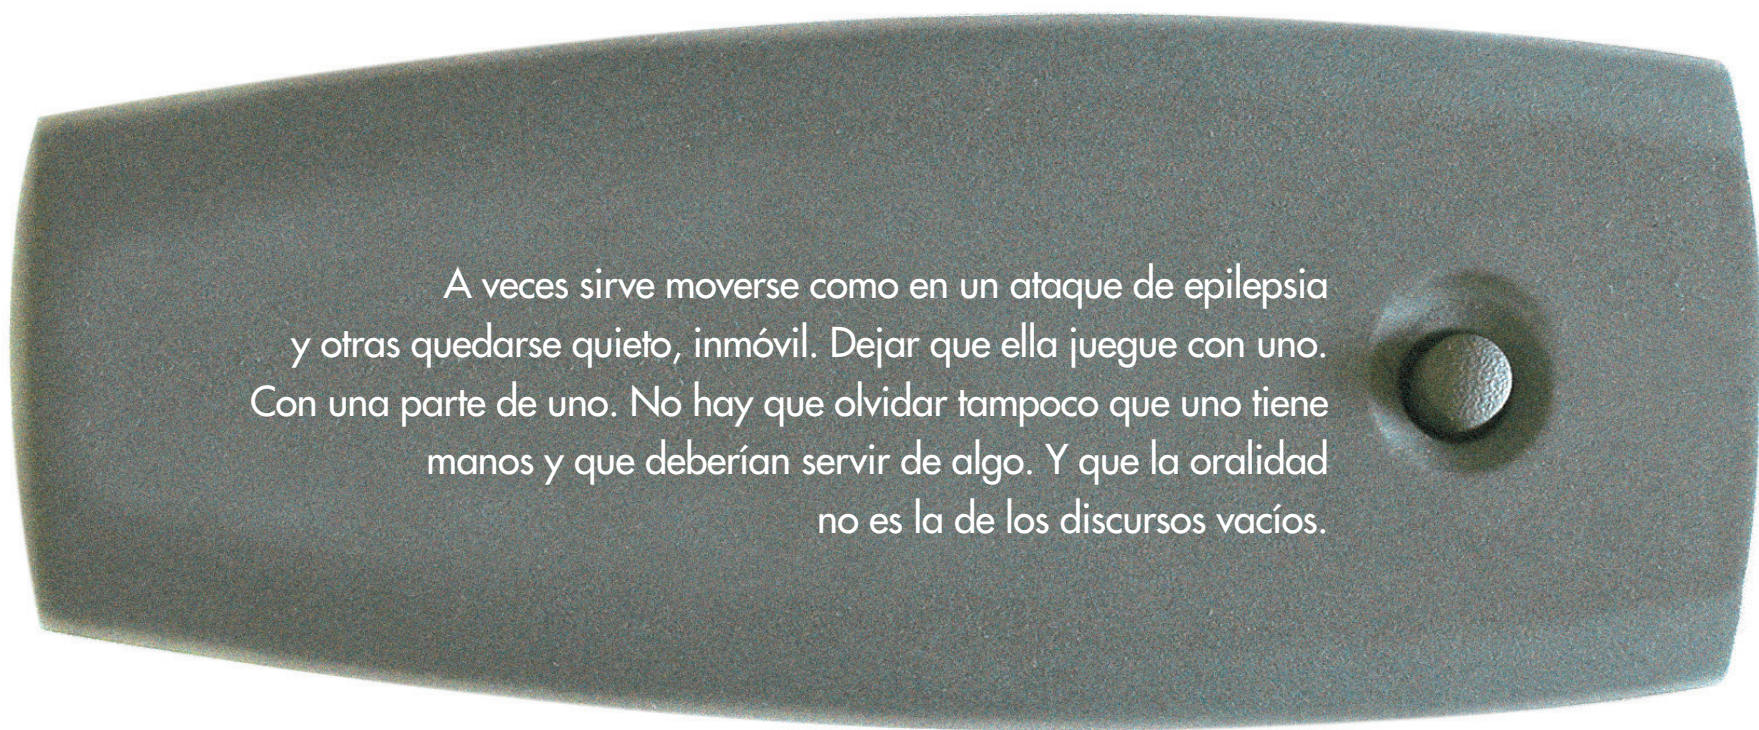 A veces sirve moverse como en un ataque de epilepsia
y otras quedarse quieto, inmóvil. Dejar que ella juegue con uno.
Con una parte de uno. No hay que olvidar tampoco que uno tiene
manos y que deberían servir de algo. Y que la oralidad
no es la de los discursos vacíos.